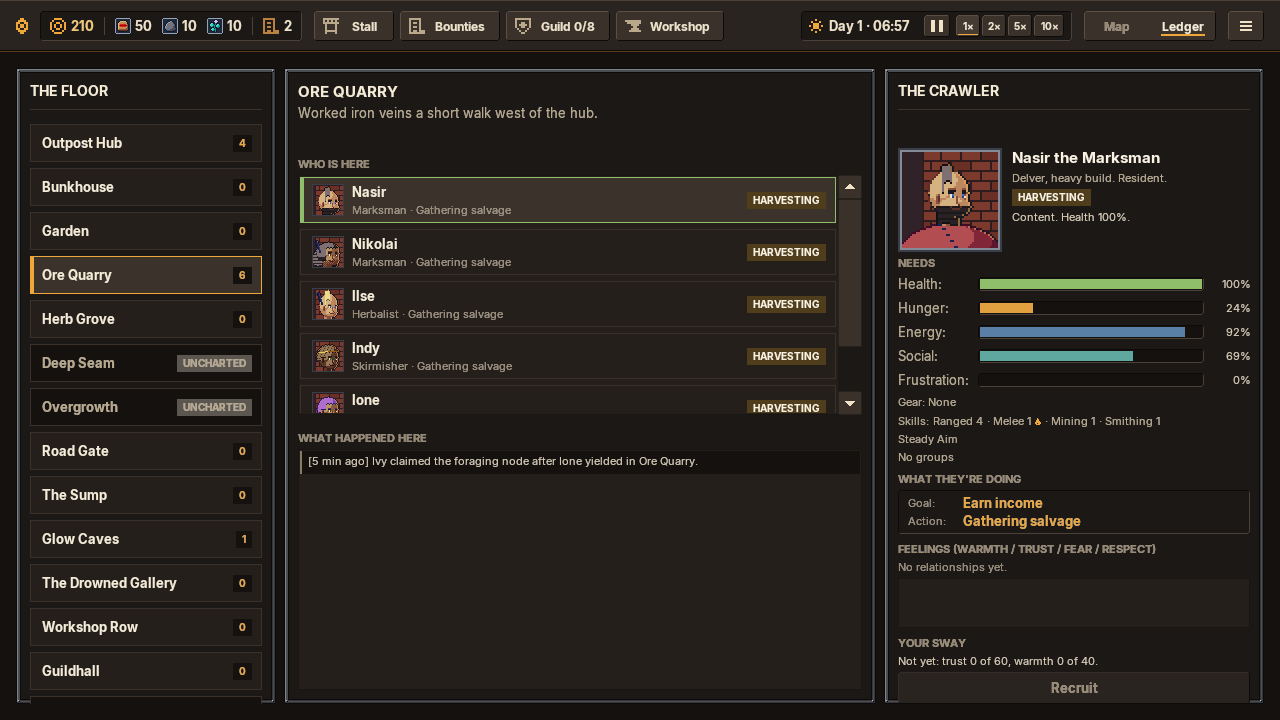 210
50
10
10
2
Stall
Bounties
Guild 0/8
Workshop
Day 1 · 06:57
1x
2x
5x
10x
Map
Ledger
THE FLOOR
Outpost Hub 4
Bunkhouse 0
Garden 0
Ore Quarry 6
Herb Grove 0
Deep Seam UNCHARTED
Overgrowth UNCHARTED
Road Gate 0
The Sump 0
Glow Caves 1
The Drowned Gallery 0
Workshop Row 0
Guildhall 0
ORE QUARRY
Worked iron veins a short walk west of the hub.
WHO IS HERE
Nasir
Marksman · Gathering salvage
HARVESTING
Nikolai
Marksman · Gathering salvage
HARVESTING
Ilse
Herbalist · Gathering salvage
HARVESTING
Indy
Skirmisher · Gathering salvage
HARVESTING
Ione
HARVESTING
WHAT HAPPENED HERE
[5 min ago] Ivy claimed the foraging node after Ione yielded in Ore Quarry.
THE CRAWLER
Nasir the Marksman
Delver, heavy build. Resident.
HARVESTING
Content. Health 100%.
NEEDS
Health: 100%
Hunger: 24%
Energy: 92%
Social: 69%
Frustration: 0%
Gear: None
Skills: Ranged 4 · Melee 1 · Mining 1 · Smithing 1
Steady Aim
No groups
WHAT THEY'RE DOING
Goal: Earn income
Action: Gathering salvage
FEELINGS (WARMTH / TRUST / FEAR / RESPECT)
No relationships yet.
YOUR SWAY
Not yet: trust 0 of 60, warmth 0 of 40.
Recruit